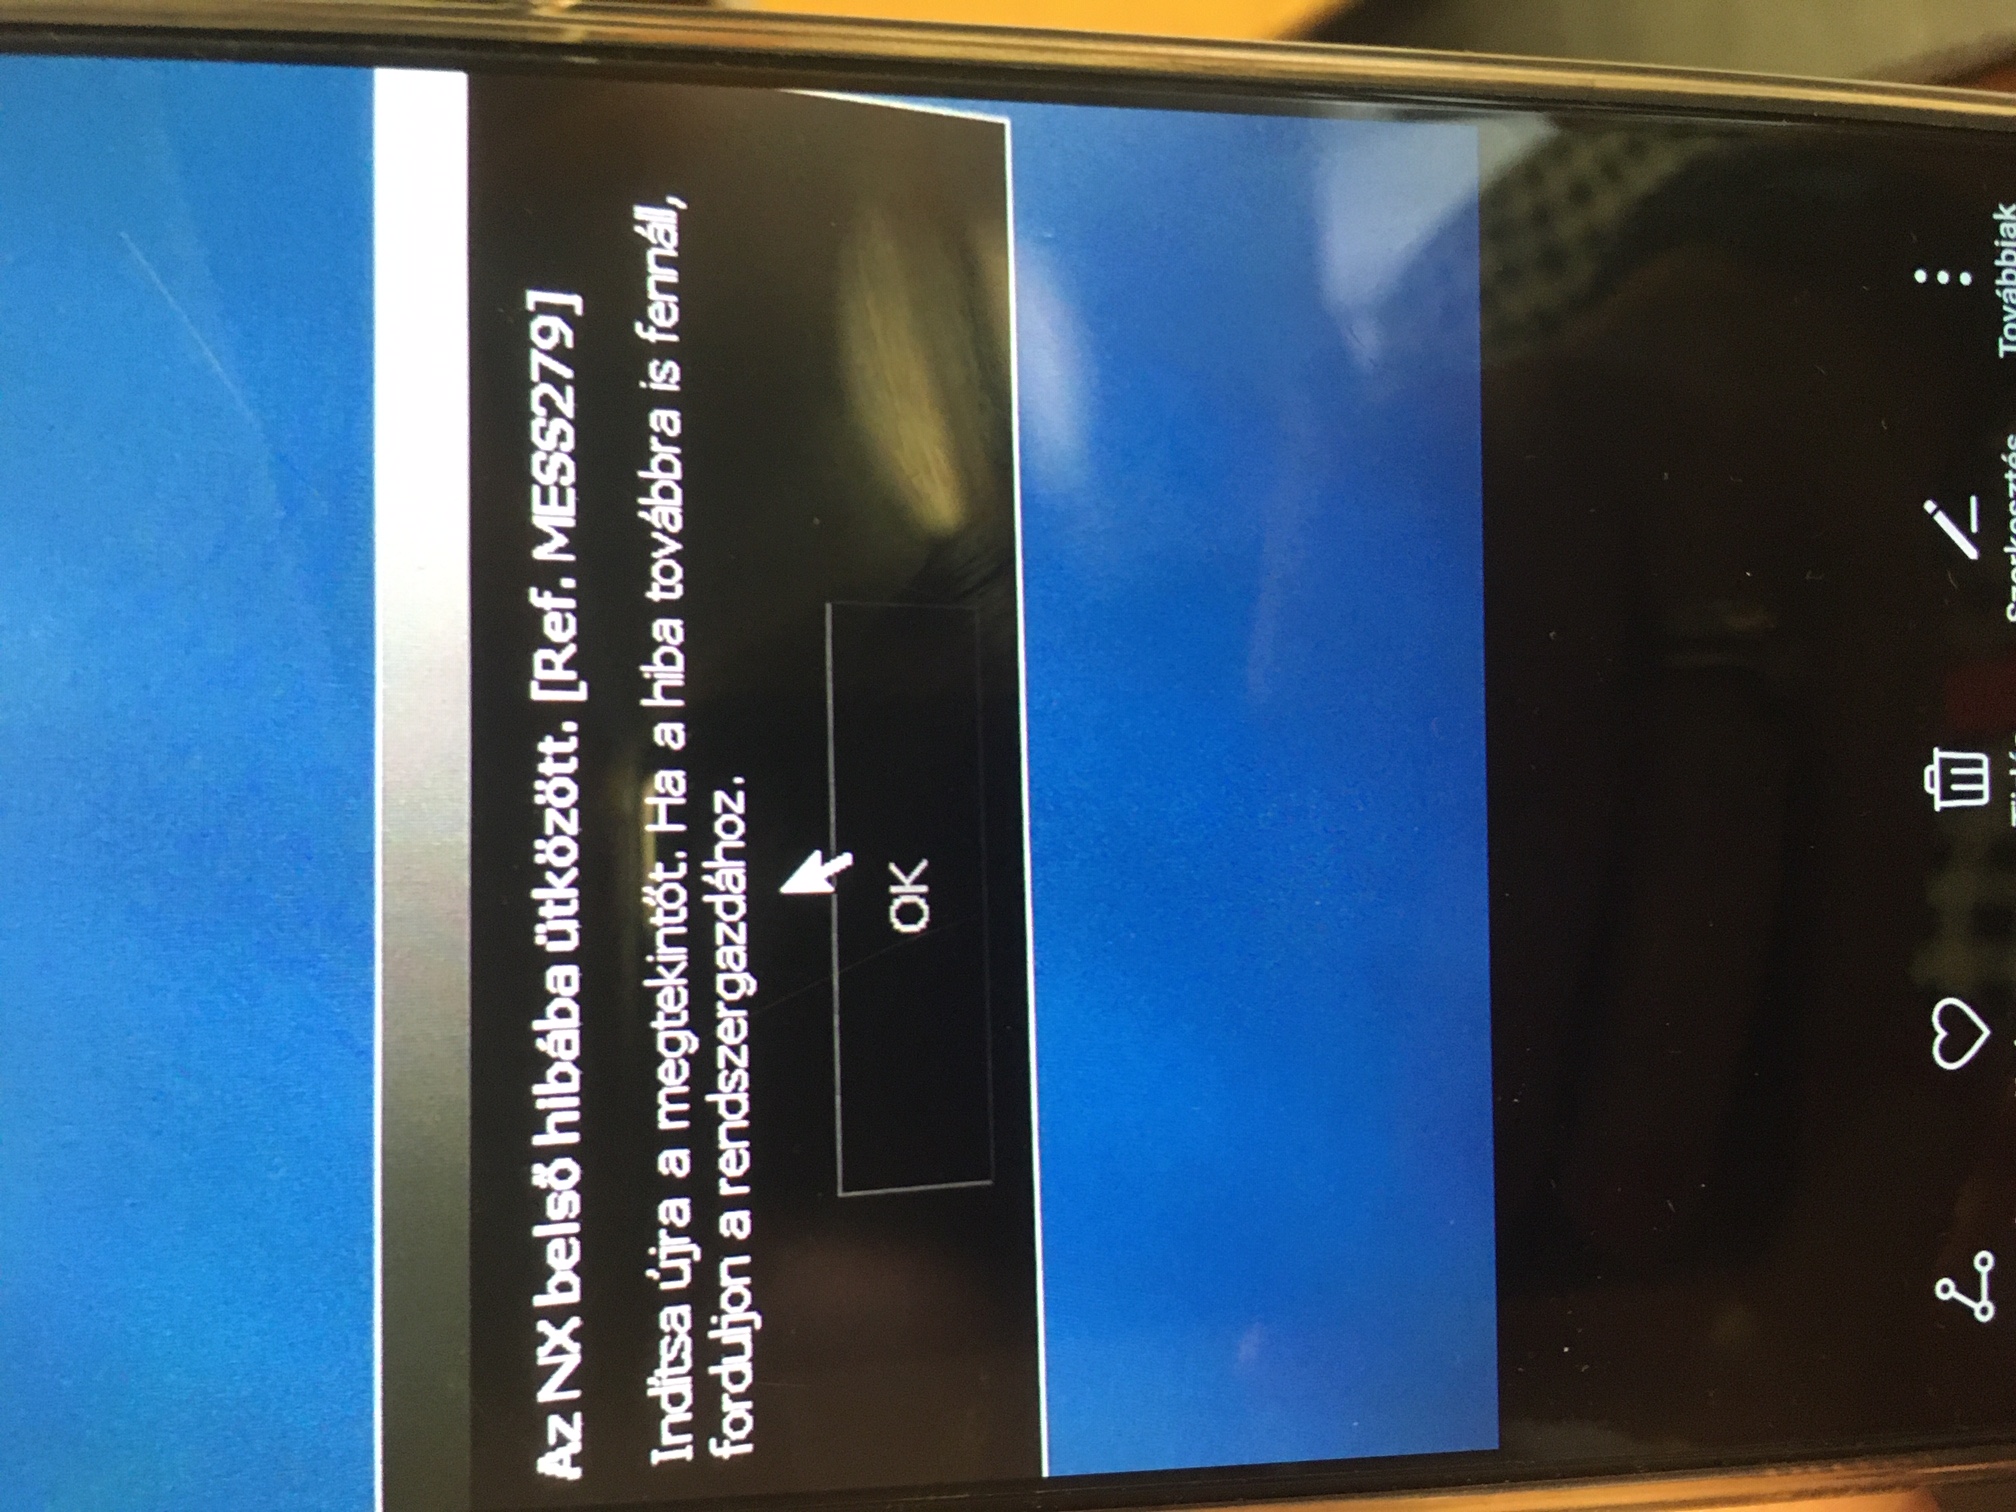 Az NX belső hibába ütközött. [Ref. MESS279]
Indítsa újra a megtekintőt. Ha a hiba továbbra is fennáll,
forduljon a rendszergazdához.
OK
Szerkesztés
Továbbiak